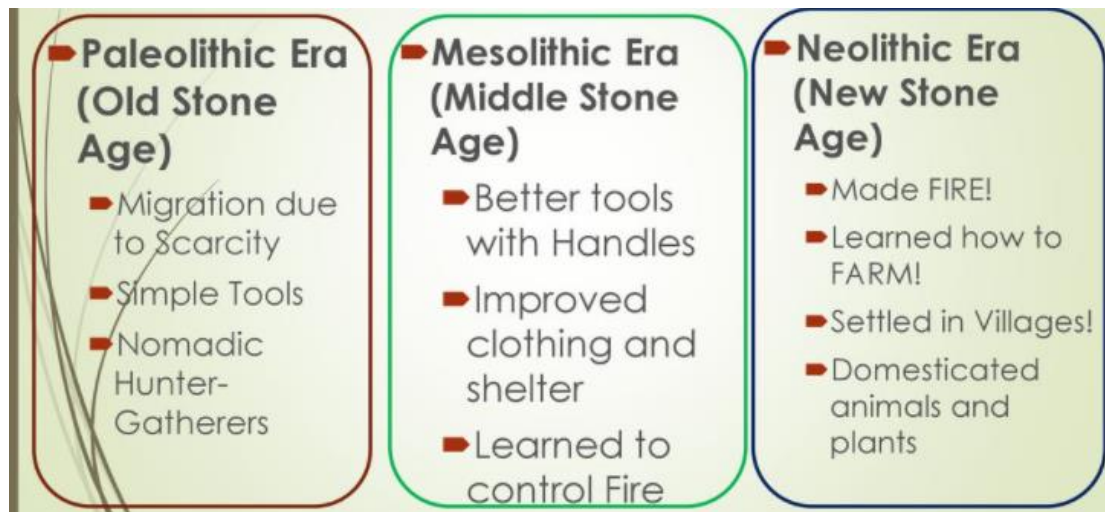 Paleolithic Era
(Old Stone
Age)
Migration due
to Scarcity
Simple Tools
Nomadic
Hunter-
Gatherers
Mesolithic Era
(Middle Stone
Age)
Better tools
with Handles
Improved
clothing and
shelter
Learned to
control Fire
Neolithic Era
(New Stone
Age)
Made FIRE!
Learned how to
FARM!
Settled in Villages!
Domesticated
animals and
plants